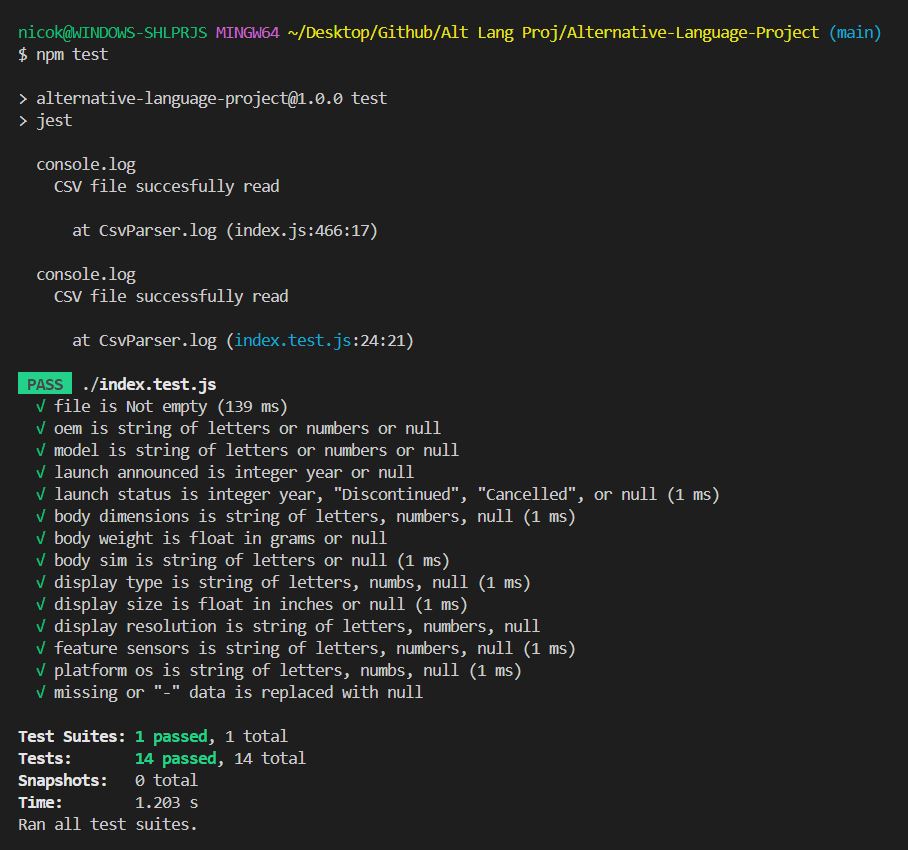 nicok@WINDOWS-SHLPRJS MINGW64 ~/Desktop/Github/Alt Lang Proj/Alternative-Language-Project (main)
$ npm test
> alternative-language-project@1.0.0 test
> jest
console.log
CSV file succesfully read
at CsvParser.log (index.js:466:17)
console.log
CSV file successfully read
at CsvParser.log (index.test.js:24:21)
PASS ./index.test.js
√ file is Not empty (139 ms)
√ oem is string of letters or numbers or null
√ model is string of letters or numbers or null
√ launch announced is integer year or null
√ launch status is integer year, "Discontinued", "Cancelled", or null (1 ms)
√ body dimensions is string of letters, numbers, null (1 ms)
√ body weight is float in grams or null
√ body sim is string of letters or null (1 ms)
√ display type is string of letters, numbs, null (1 ms)
√ display size is float in inches or null (1 ms)
√ display resolution is string of letters, numbers, null
√ feature sensors is string of letters, numbers, null (1 ms)
√ platform os is string of letters, numbs, null (1 ms)
√ missing or "-" data is replaced with null
Test Suites: 1 passed, 1 total
Tests: 14 passed, 14 total
Snapshots: 0 total
Time: 1.203 s
Ran all test suites.